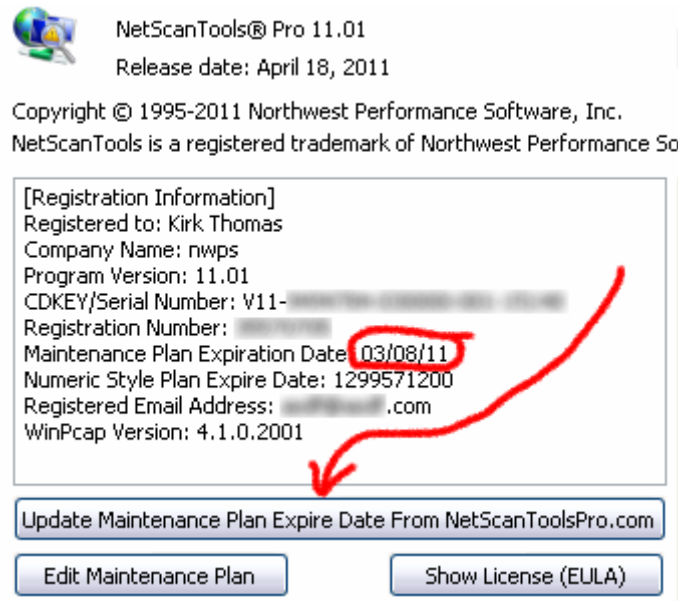 NetScanTools® Pro 11.01
Release date: April 18, 2011
Copyright © 1995-2011 Northwest Performance Software, Inc.
NetScanTools is a registered trademark of Northwest Performance So
[Registration Information]
Registered to: Kirk Thomas
Company Name: nwps
Program Version: 11.01
CDKEY/Serial Number: V11-
Registration Number:
Maintenance Plan Expiration Date: 03/08/11
Numeric Style Plan Expire Date: 1299571200
Registered Email Address: .com
WinPcap Version: 4.1.0.2001
Update Maintenance Plan Expire Date From NetScanToolsPro.com
Edit Maintenance Plan
Show License (EULA)